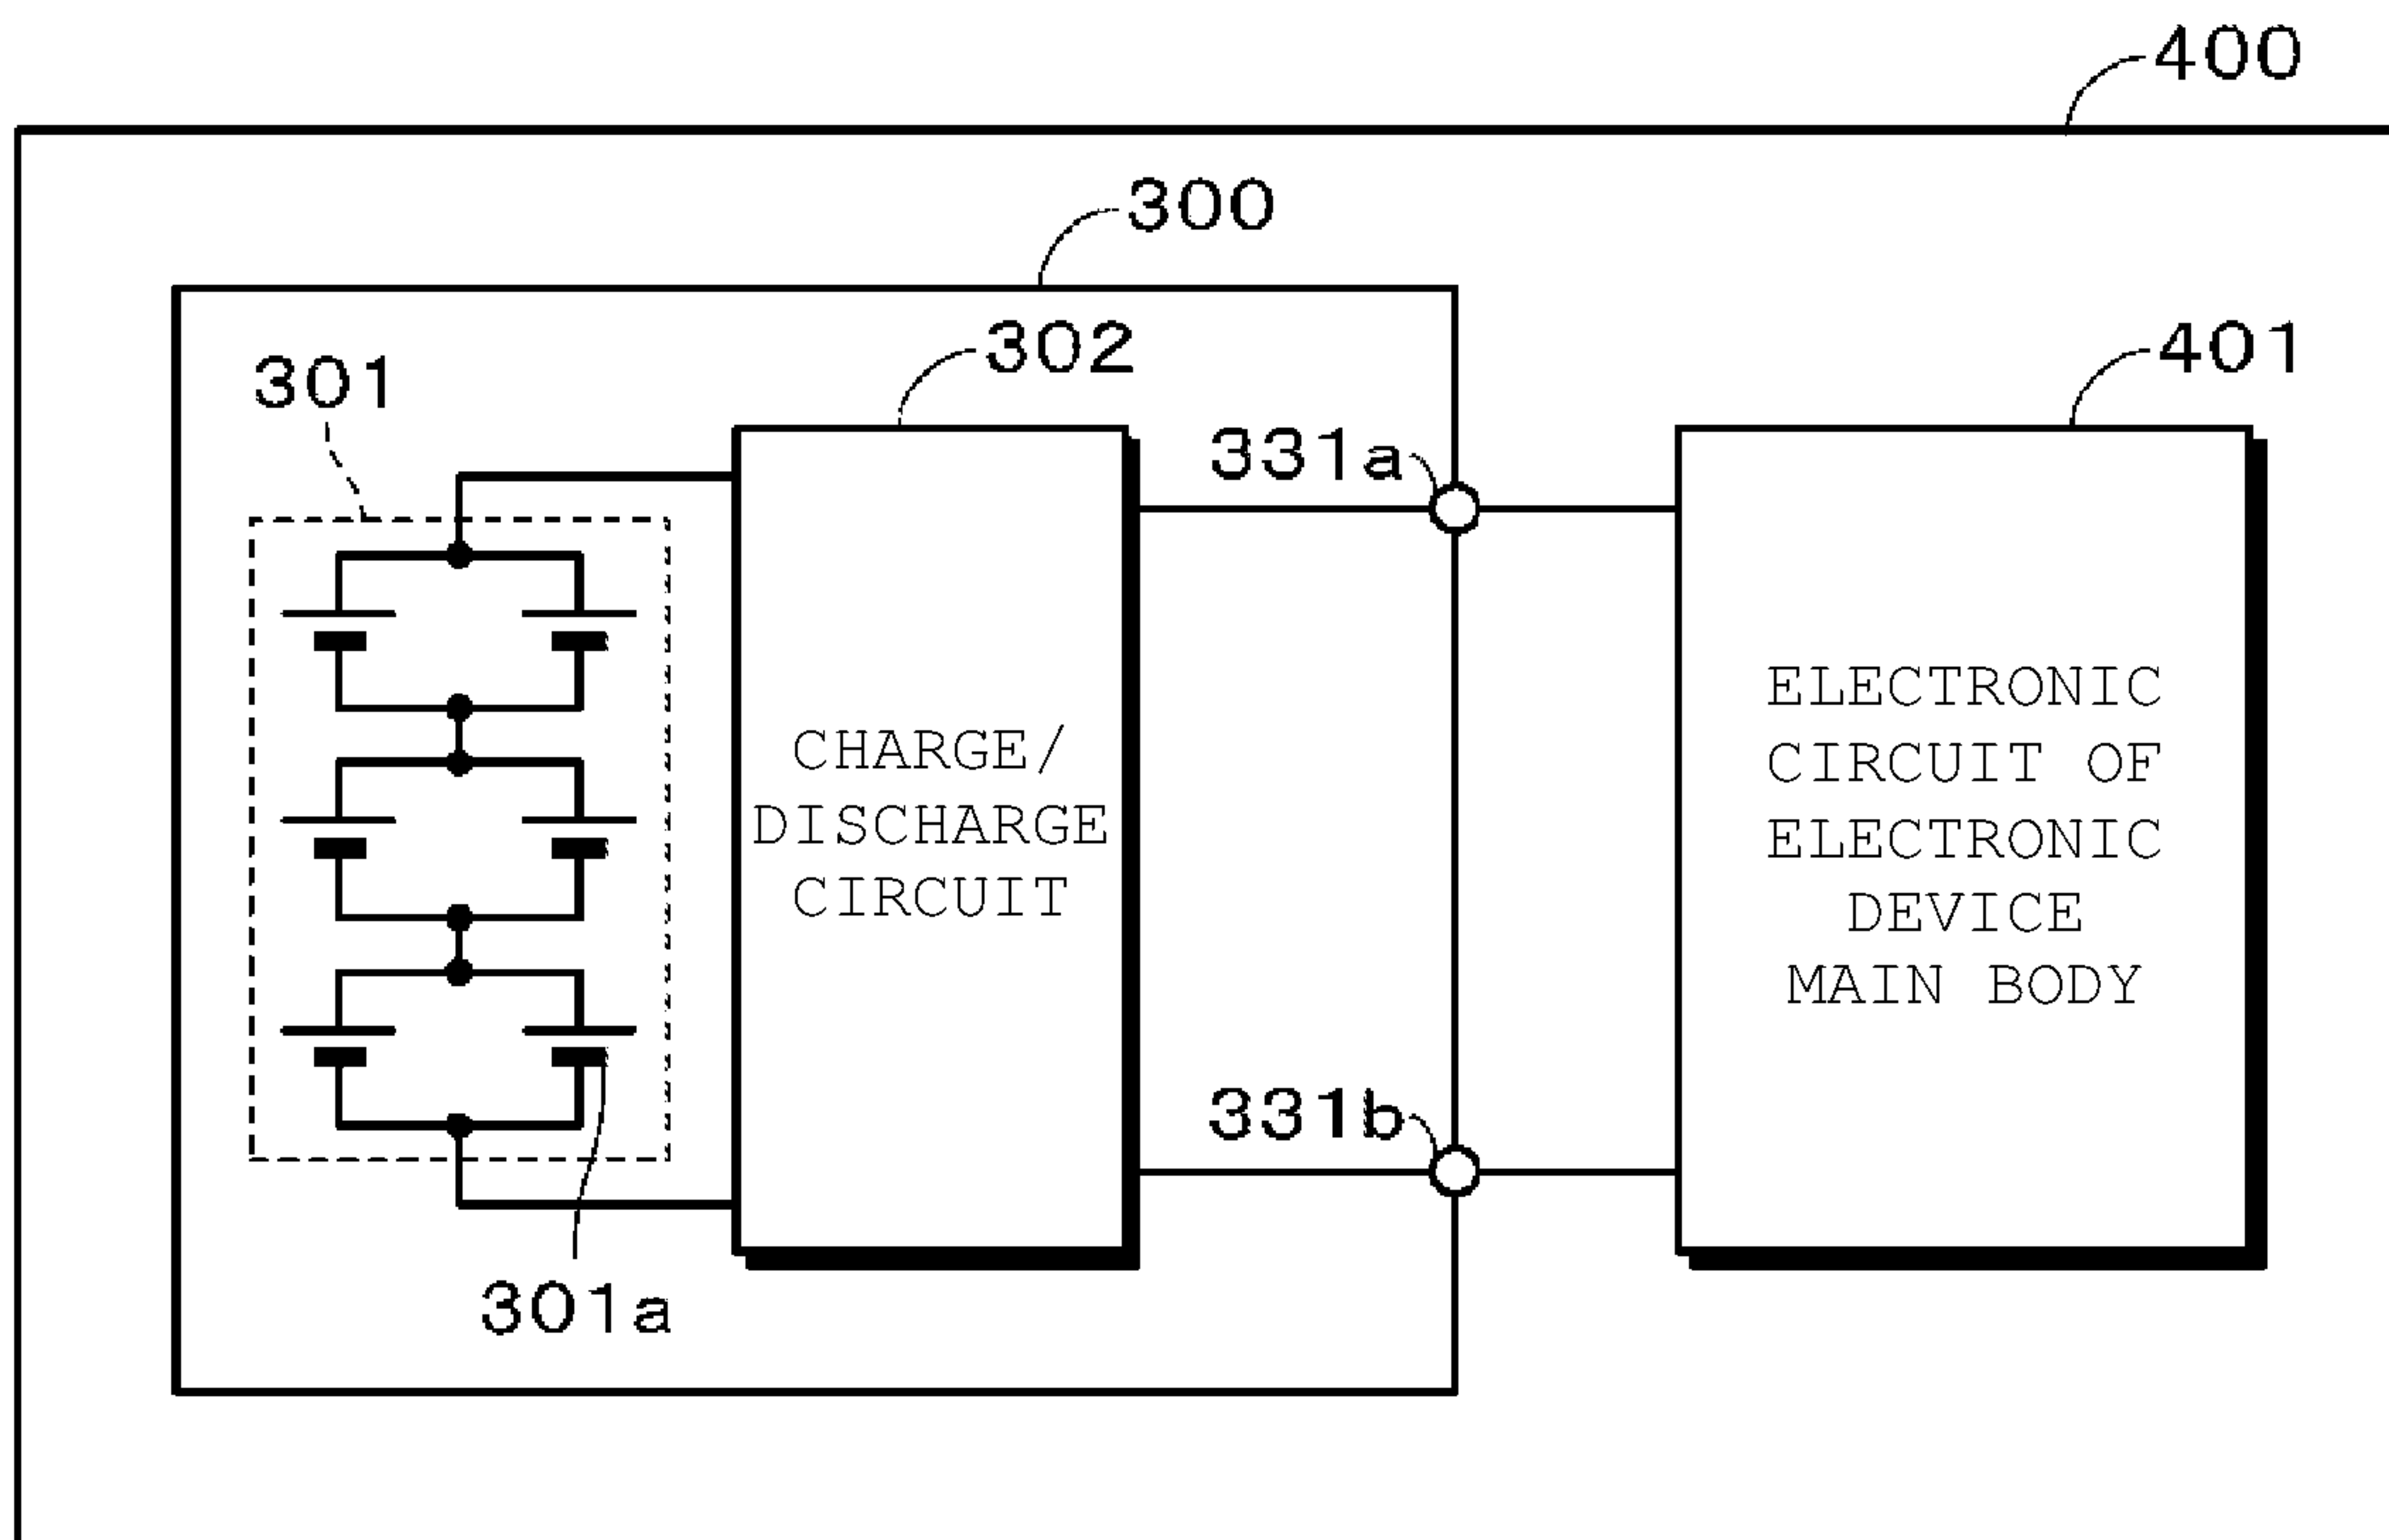 400
300
302
301
401
331a
CHARGE/
DISCHARGE
CIRCUIT
ELECTRONIC
CIRCUIT OF
ELECTRONIC
DEVICE
MAIN BODY
331b
301a